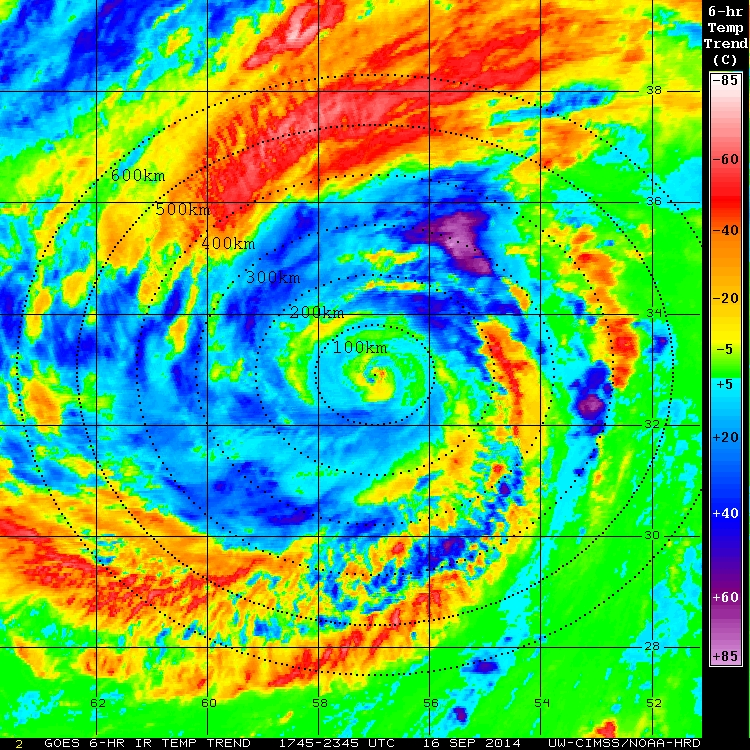 6-hr
Temp
Trend
(C)
-85
-60
-40
-20
-5
+5
+20
+40
+60
+85
38
600km
36
500km
400km
300km
34
200km
100km
32
30
28
62 60 58 56 54 52
2 GOES 6-HR IR TEMP TREND 1745-2345 UTC 16 SEP 2014 UW-CIMSS/NOAA-HRD